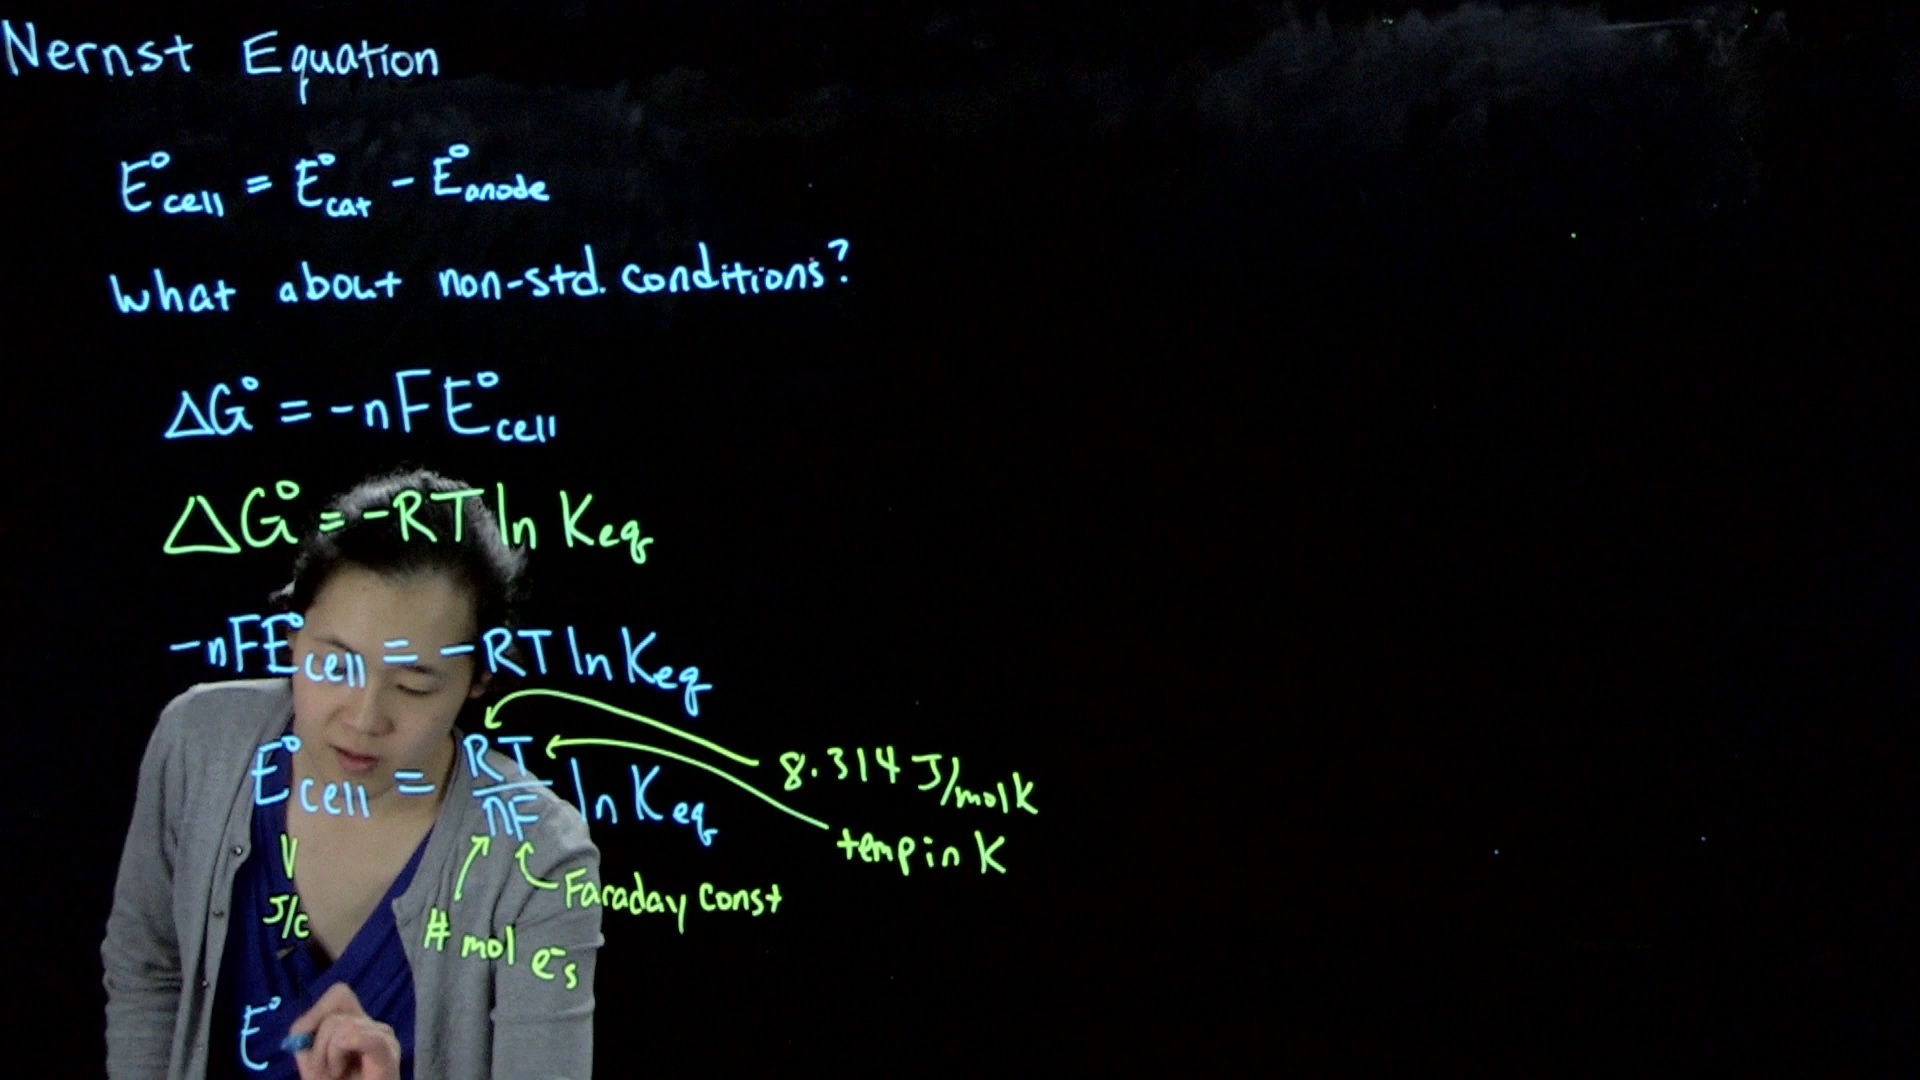 Nernst Equation
E°cell = E°cat - E°anode
What about non-std. conditions?
ΔG° = -nFE°cell
ΔG° = -RT ln Keq
-nFE°cell = -RT ln Keq
E°cell = RT/nF ln Keq
8.314 J/mol K
temp in K
V
J/C
Faraday Const
# mol e⁻s
E°